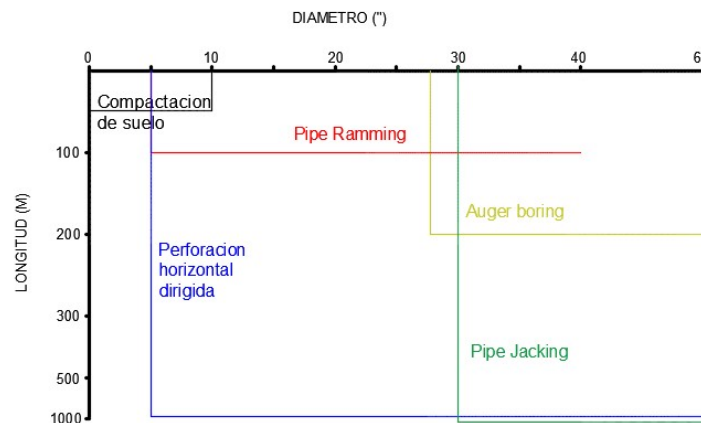 DIAMETRO (")
0 10 20 30 40
Compactacion
de suelo
Pipe Ramming
100
Auger boring
200
LONGITUD (M)
Perforacion
horizontal
dirigida
300
Pipe Jacking
500
1000